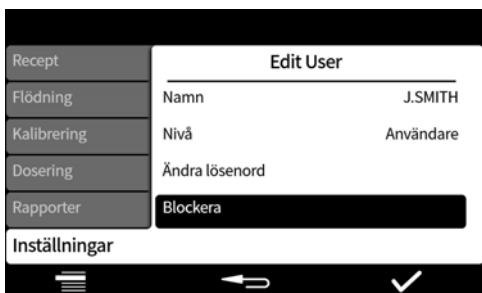 Recept
Flödning
Kalibrering
Dosering
Rapporter
Inställningar
Edit User
Namn J.SMITH
Nivå Användare
Ändra lösenord
Blockera